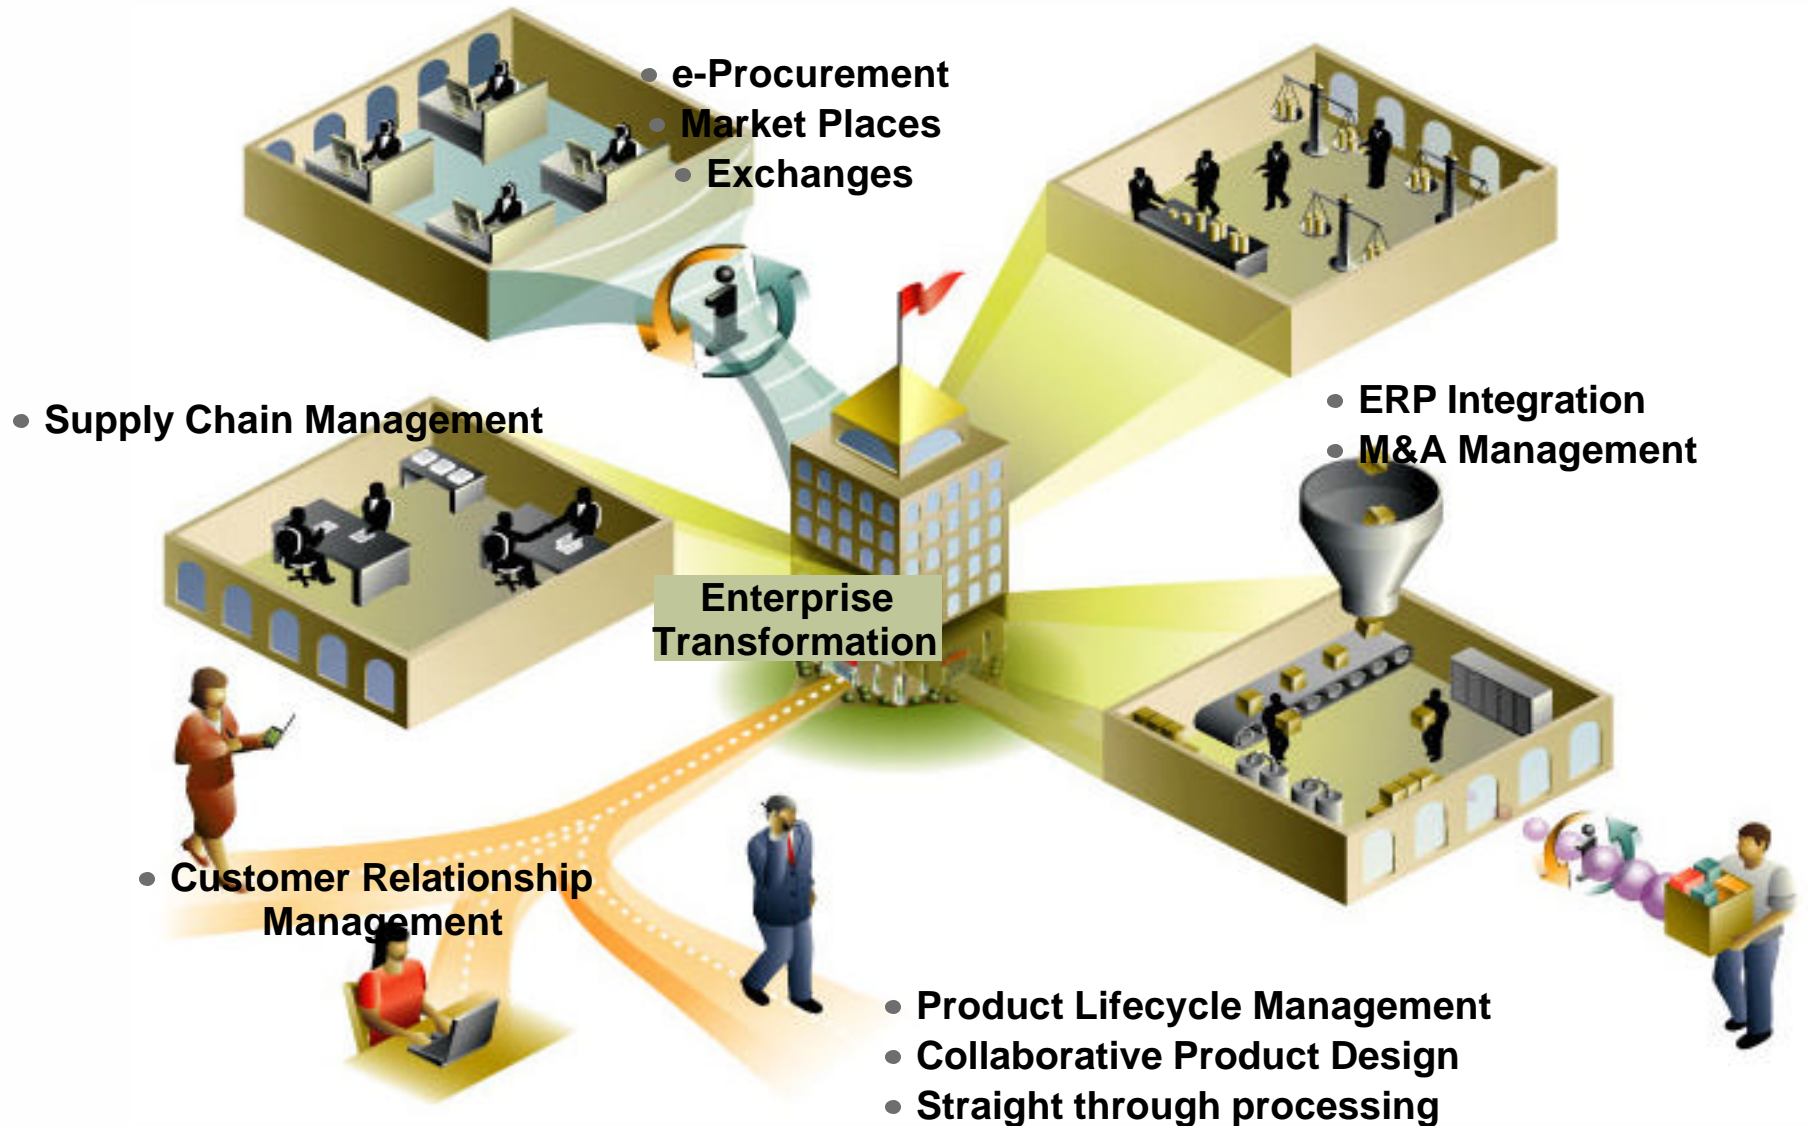 • e-Procurement
• Market Places
• Exchanges
• Supply Chain Management
• ERP Integration
• M&A Management
Enterprise
Transformation
• Customer Relationship
Management
• Product Lifecycle Management
• Collaborative Product Design
• Straight through processing